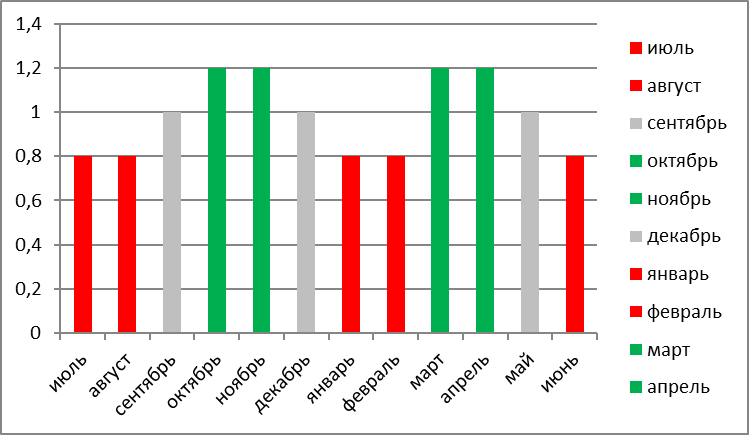 1,4
1,2
1
0,8
0,6
0,4
0,2
0
июль
август
сентябрь
октябрь
ноябрь
декабрь
январь
февраль
март
апрель
май
июнь
июль
август
сентябрь
октябрь
ноябрь
декабрь
январь
февраль
март
апрель